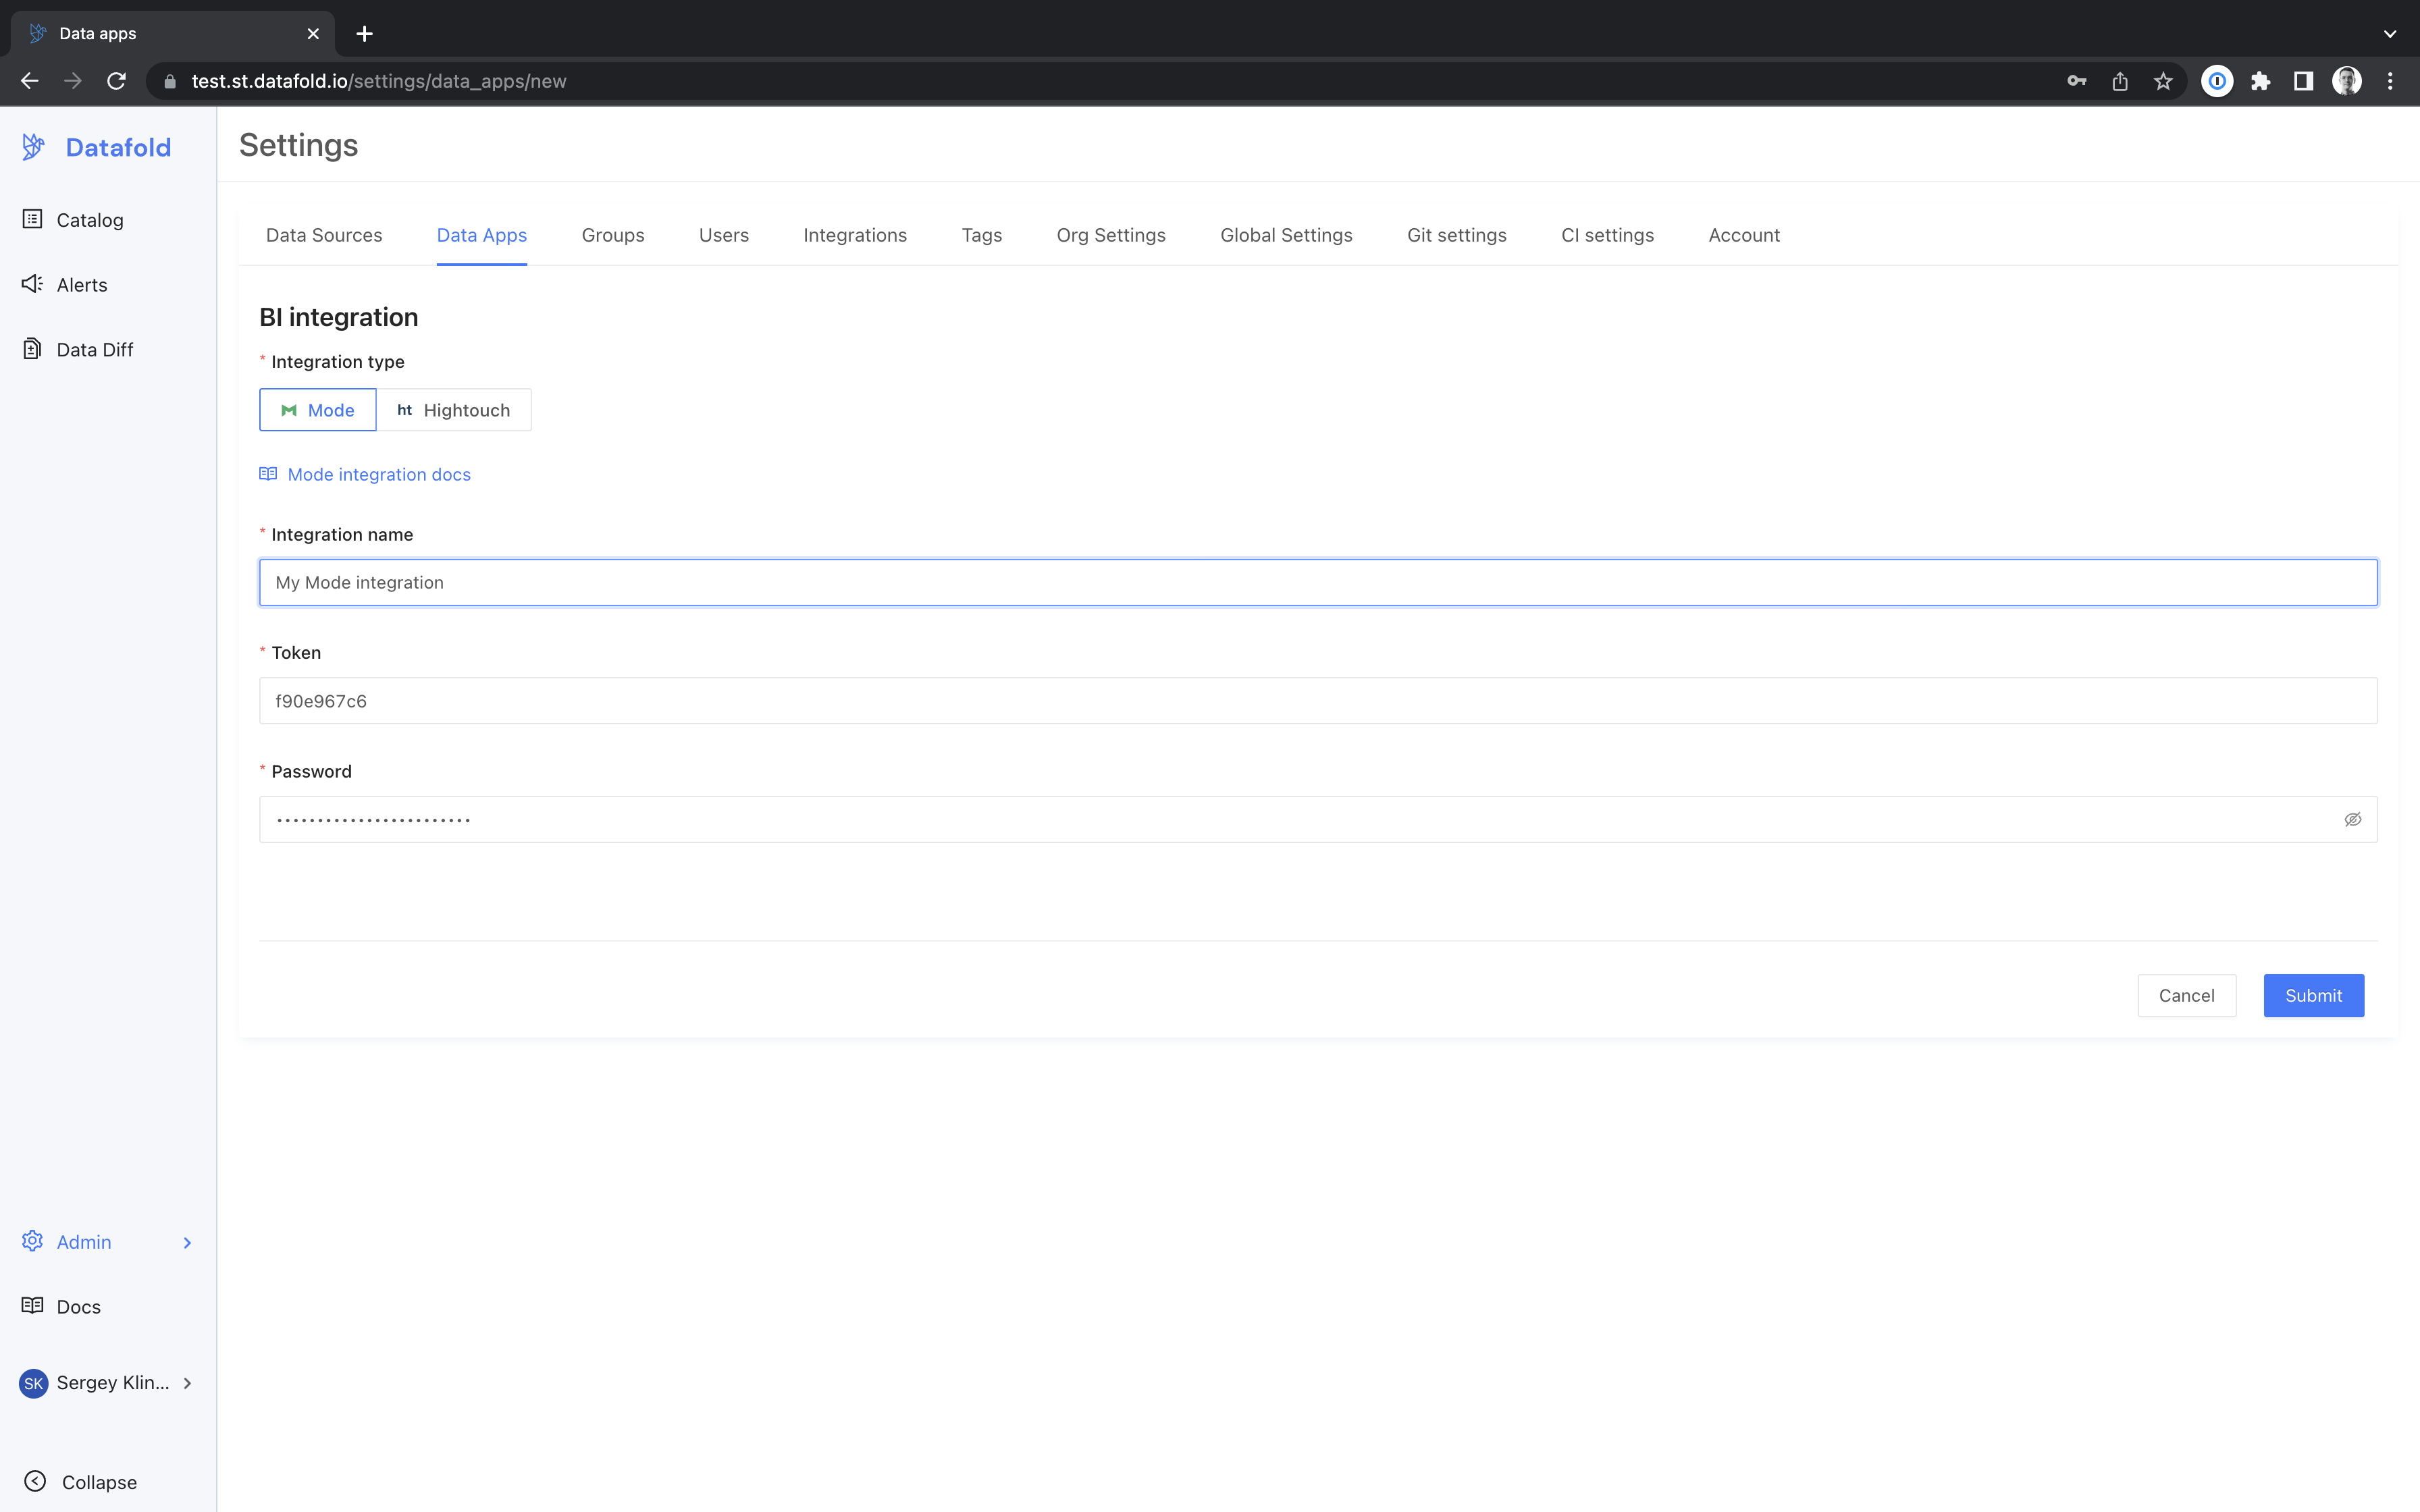 Data apps
test.st.datafold.io/settings/data_apps/new
Datafold
Settings
Catalog
Alerts
Data Diff
Data Sources Data Apps Groups Users Integrations Tags Org Settings Global Settings Git settings CI settings Account
BI integration
* Integration type
Mode ht Hightouch
Mode integration docs
* Integration name
My Mode integration
* Token
f90e967c6
* Password
••••••••••••••••••••••••
Cancel Submit
Admin
Docs
SK Sergey Klin...
Collapse